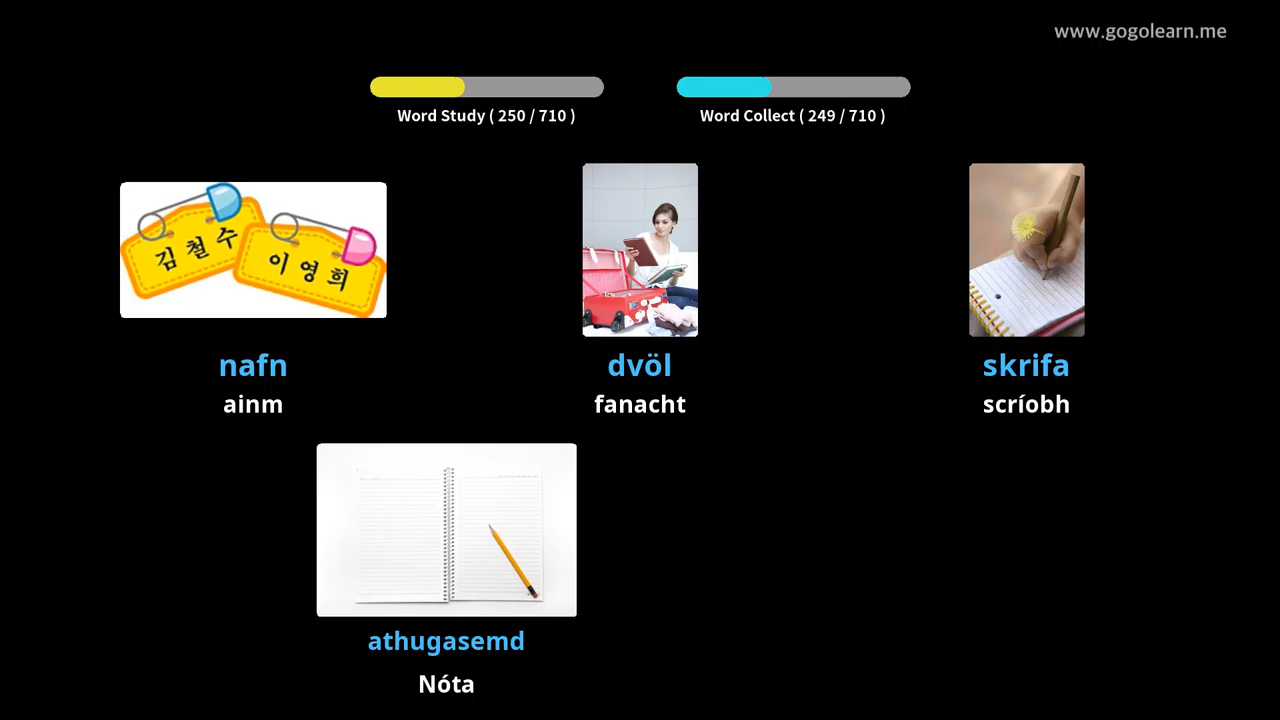 www.gogolearn.me
Word Study ( 250 / 710 )
Word Collect ( 249 / 710 )
김철수
이영희
nafn
ainm
dvöl
fanacht
skrifa
scríobh
athugasemd
Nóta